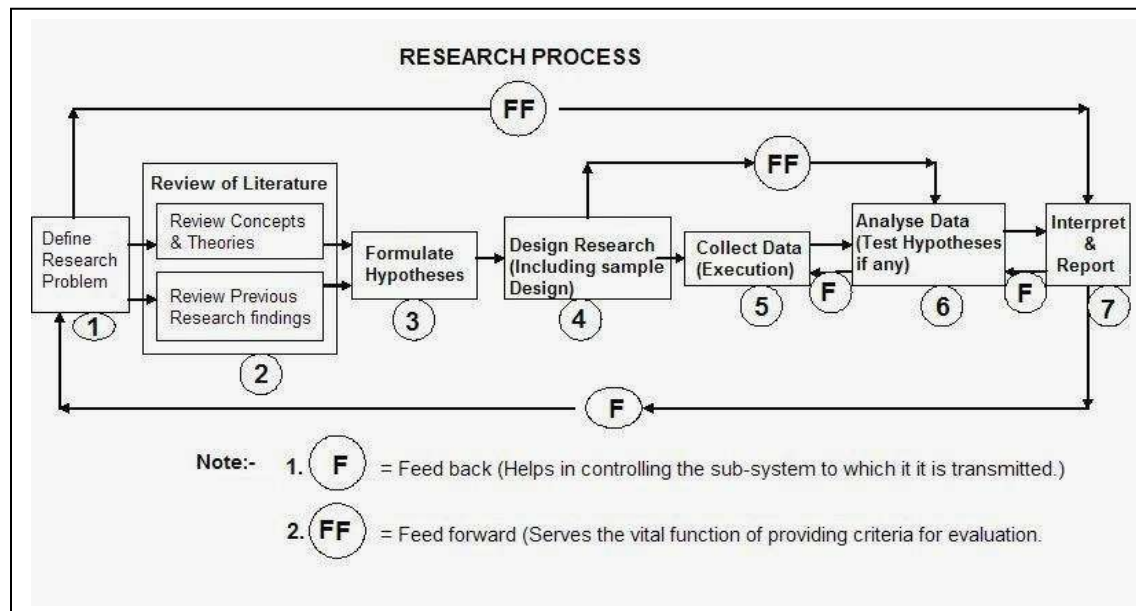 RESEARCH PROCESS
FF
FF
Review of Literature
Review Concepts
& Theories
Review Previous
Research findings
Define
Research
Problem
1
2
Formulate
Hypotheses
3
Design Research
(Including sample
Design)
4
Collect Data
(Execution)
5
F
Analyse Data
(Test Hypotheses
if any)
6
F
Interpret
&
Report
7
F
Note:- 1. F = Feed back (Helps in controlling the sub-system to which it it is transmitted.)
2. FF = Feed forward (Serves the vital function of providing criteria for evaluation.